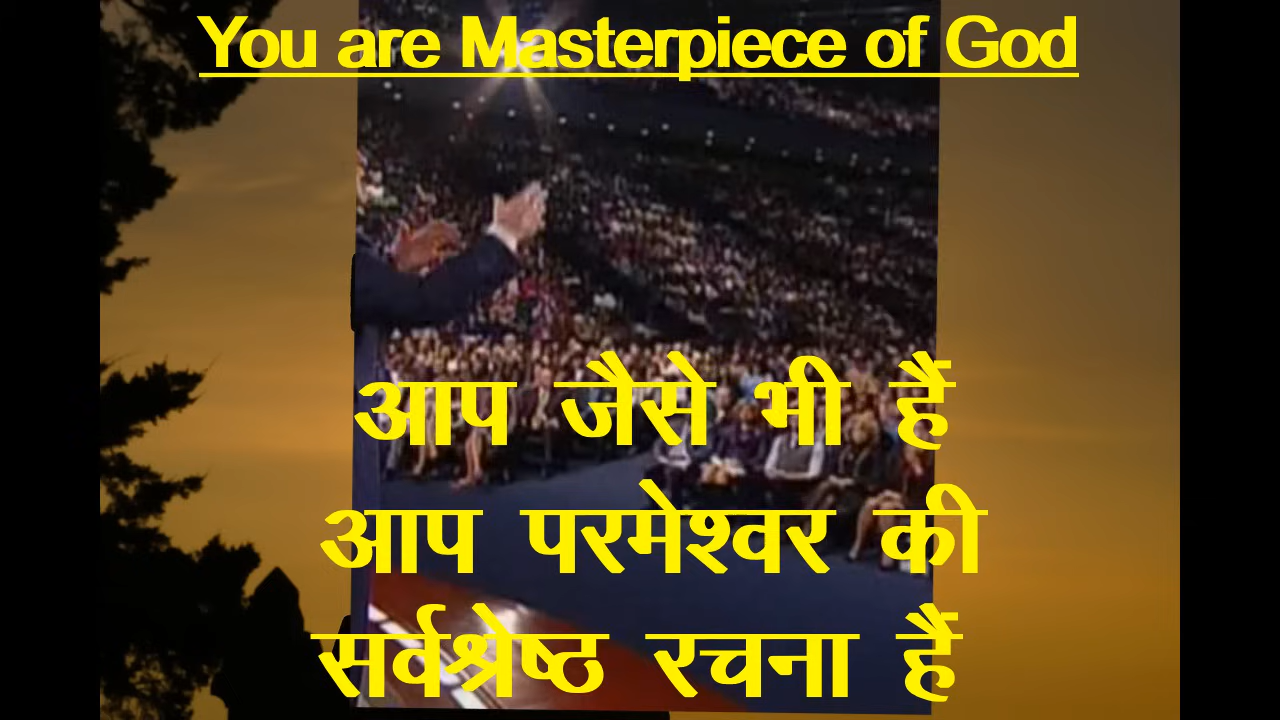 You are Masterpiece of God
आप जैसे भी हैं
आप परमेश्वर की
सर्वश्रेष्ठ रचना हैं